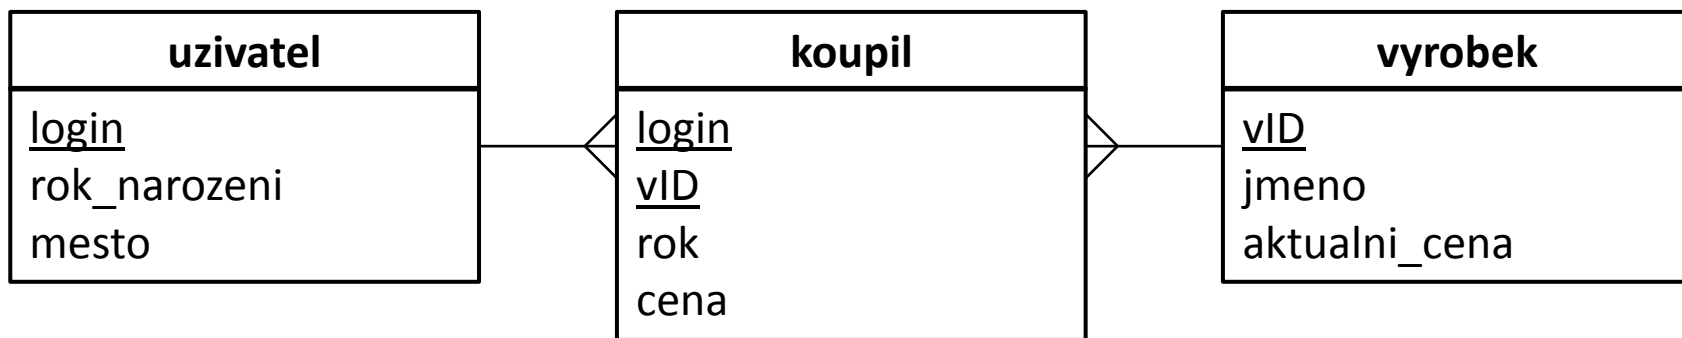 uzivatel
login
rok_narozeni
mesto
koupil
login
vID
rok
cena
vyrobek
vID
jmeno
aktualni_cena